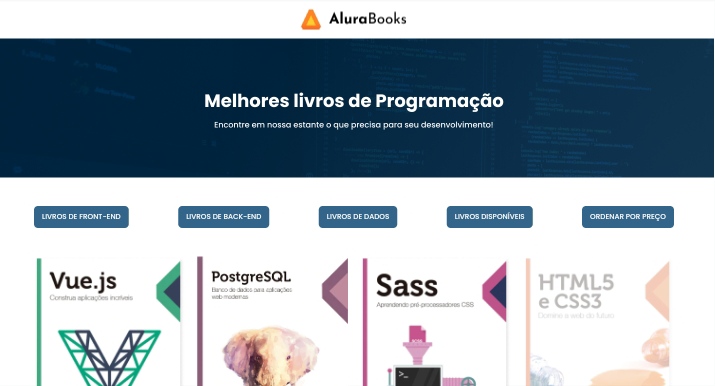 AluraBooks
Melhores livros de Programação
Encontre em nossa estante o que precisa para seu desenvolvimento!
LIVROS DE FRONT-END
LIVROS DE BACK-END
LIVROS DE DADOS
LIVROS DISPONÍVEIS
ORDENAR POR PREÇO
Vue.js
Construa aplicações incríveis
PostgreSQL
Banco de dados para aplicações
web modernas
Sass
Aprendendo pré-processadores CSS
>_
HTML5
e CSS3
Domine a web do futuro